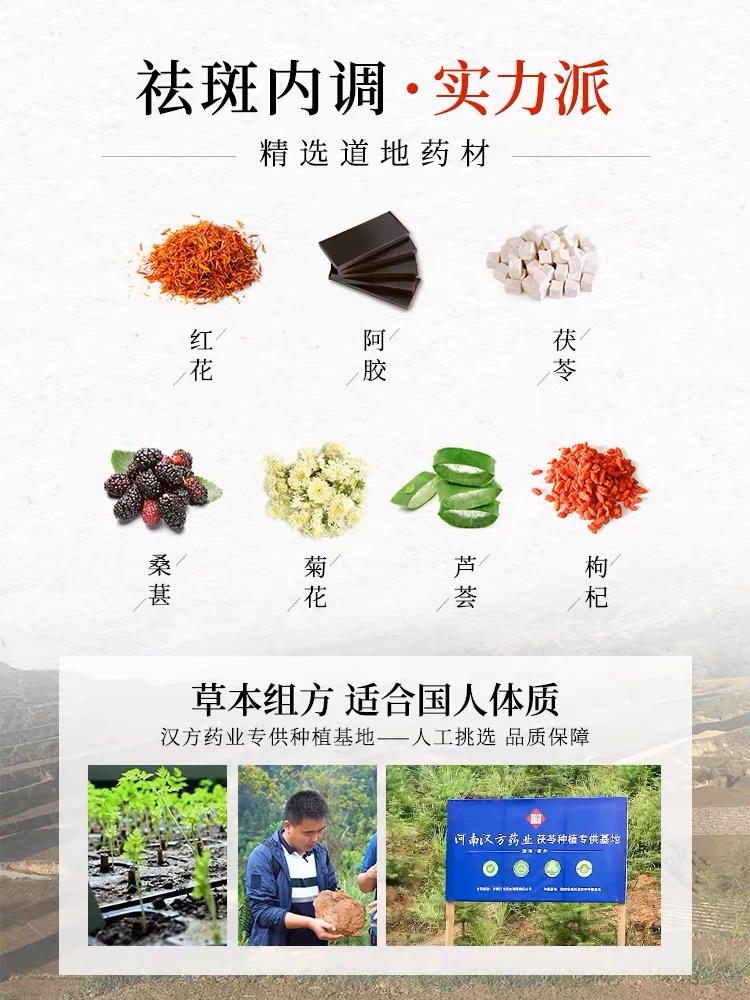 祛斑内调·实力派
精选道地药材
红花
阿胶
茯苓
桑葚
菊花
芦荟
枸杞
草本组方 适合国人体质
汉方药业专供种植基地——人工挑选 品质保障
河南汉方药业茯苓种植专供基地